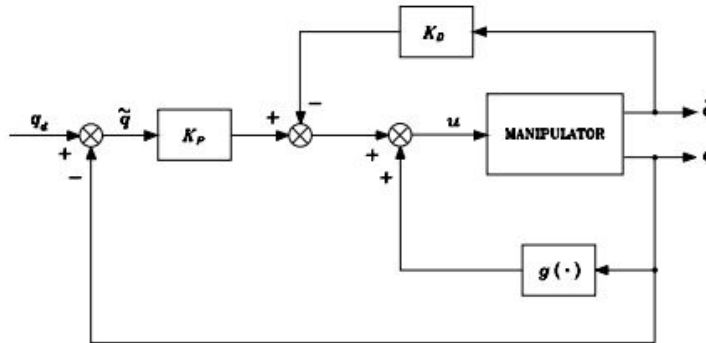 K_D
−
q_d
q̃
K_P
+
+
−
+
+
u
MANIPULATOR
g(·)